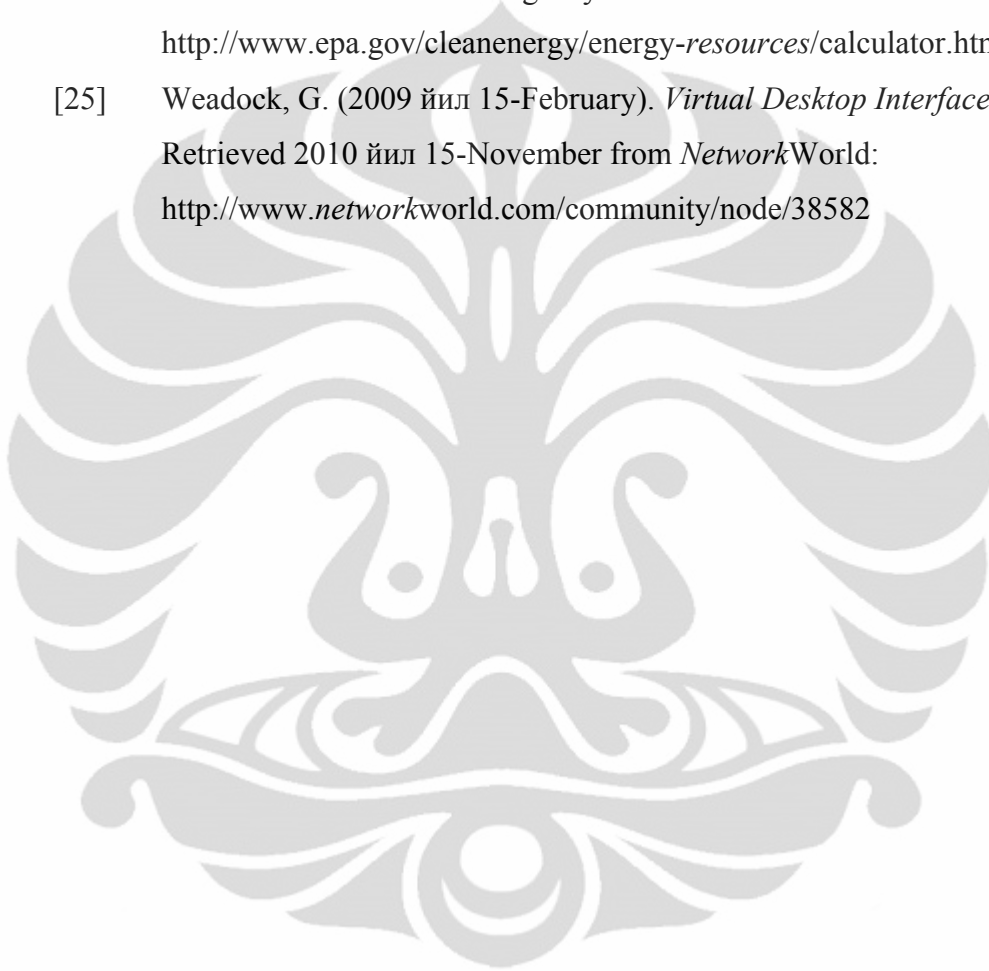 http://www.epa.gov/cleanenergy/energy-resources/calculator.htm
[25] Weadock, G. (2009 йил 15-February). Virtual Desktop Interface
Retrieved 2010 йил 15-November from NetworkWorld:
http://www.networkworld.com/community/node/38582